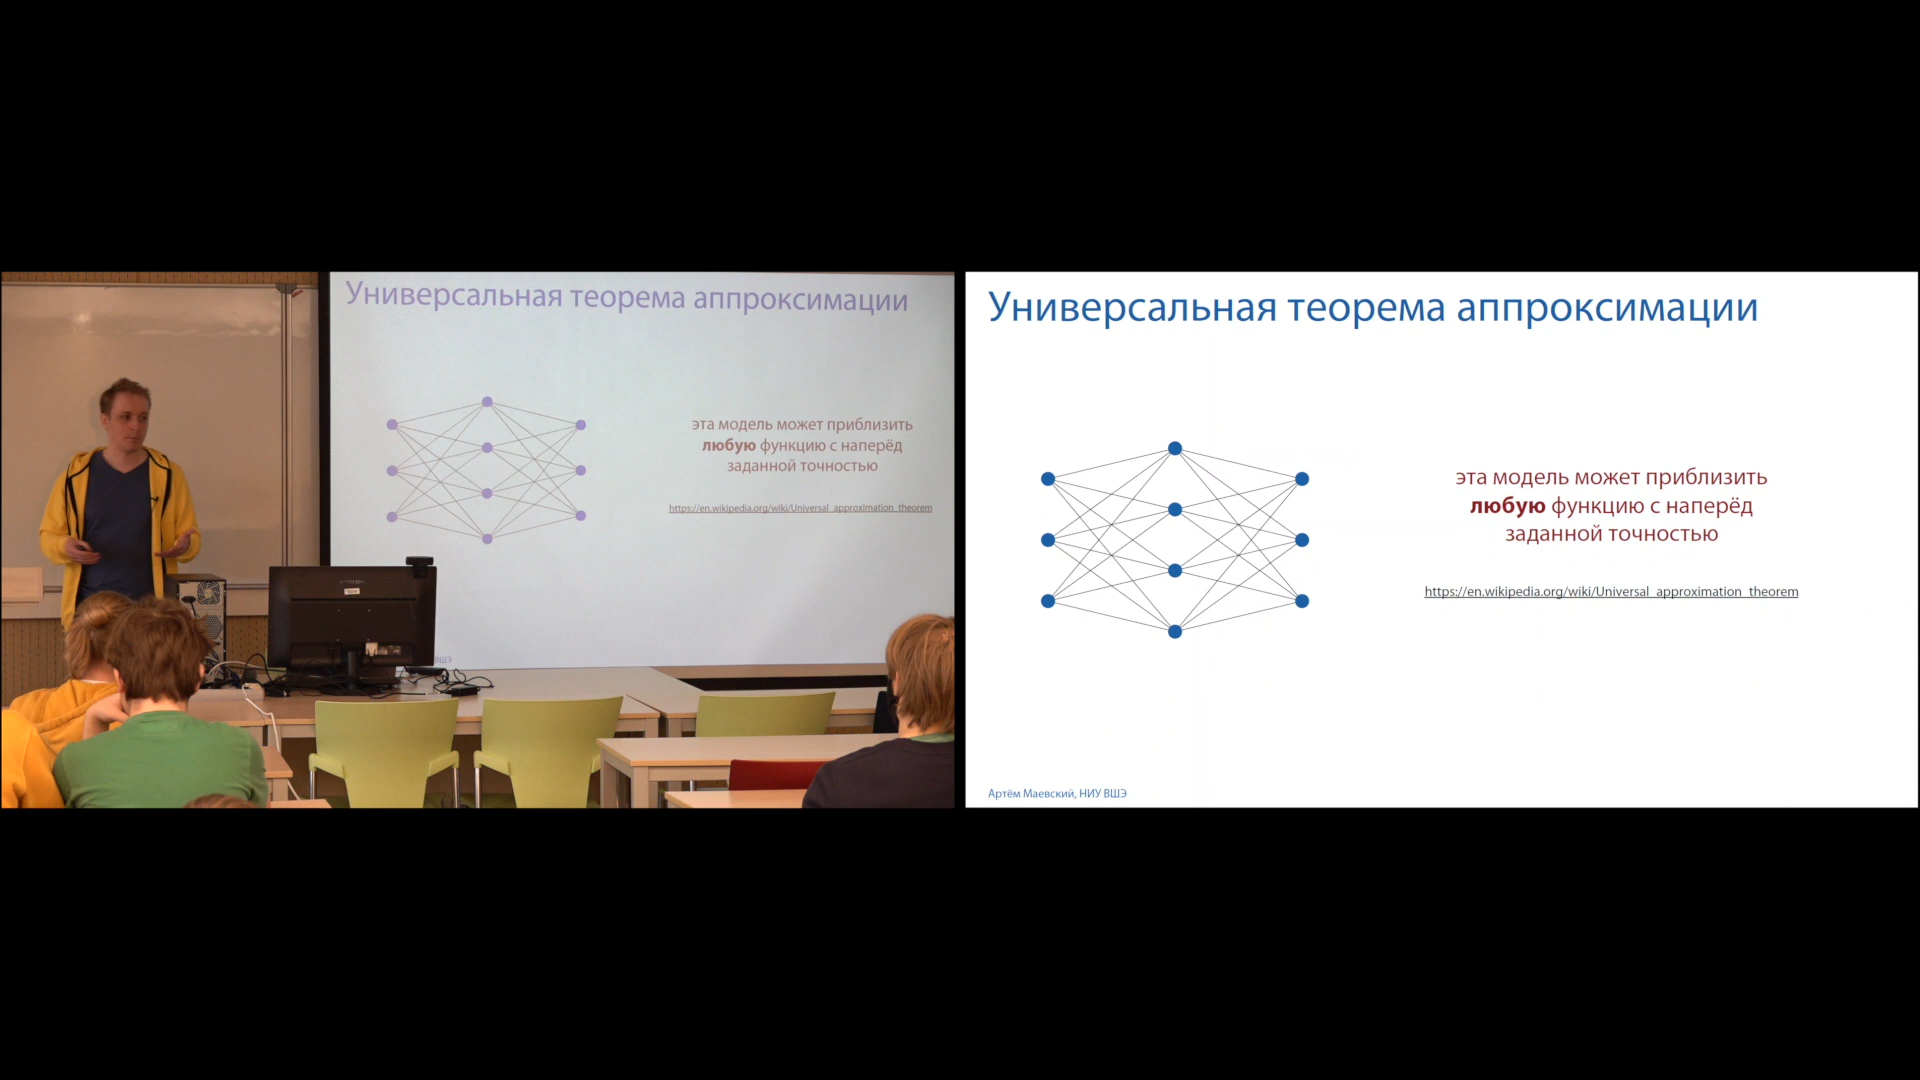 Универсальная теорема аппроксимации
эта модель может приблизить
любую функцию с наперёд
заданной точностью
https://en.wikipedia.org/wiki/Universal_approximation_theorem
ВШЭ
Универсальная теорема аппроксимации
эта модель может приблизить
любую функцию с наперёд
заданной точностью
https://en.wikipedia.org/wiki/Universal_approximation_theorem
Артём Маевский, НИУ ВШЭ